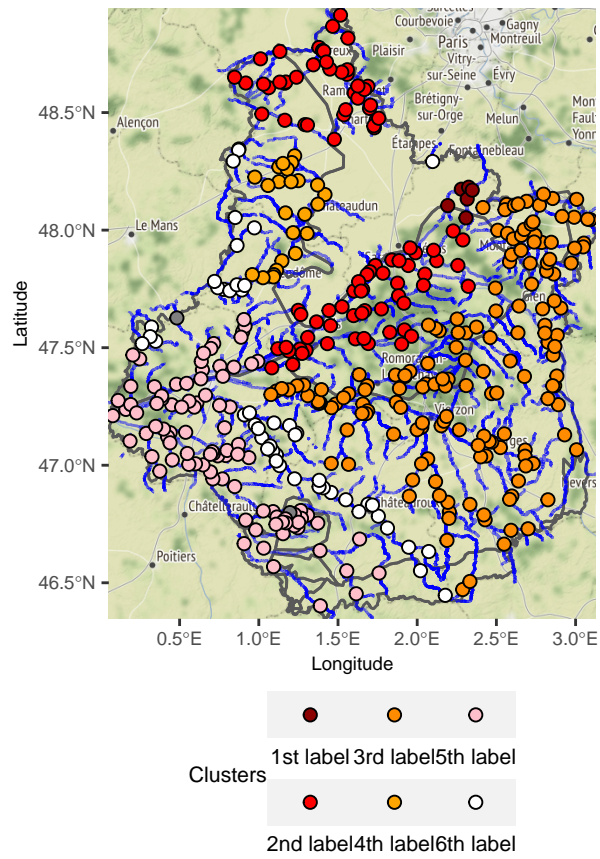 Courbevoie
Gagny
Paris
Montreuil
Plaisir
Vitry-
sur-Seine
Évry
Brétigny-
sur-Orge
Melun
Étampes
Fontainebleau
Alençon
Le Mans
Vierzon
Châtellerault
Poitiers
48.5°N
48.0°N
47.5°N
47.0°N
46.5°N
Latitude
0.5°E 1.0°E 1.5°E 2.0°E 2.5°E 3.0°E
Longitude
Clusters
1st label 3rd label 5th label
2nd label 4th label 6th label